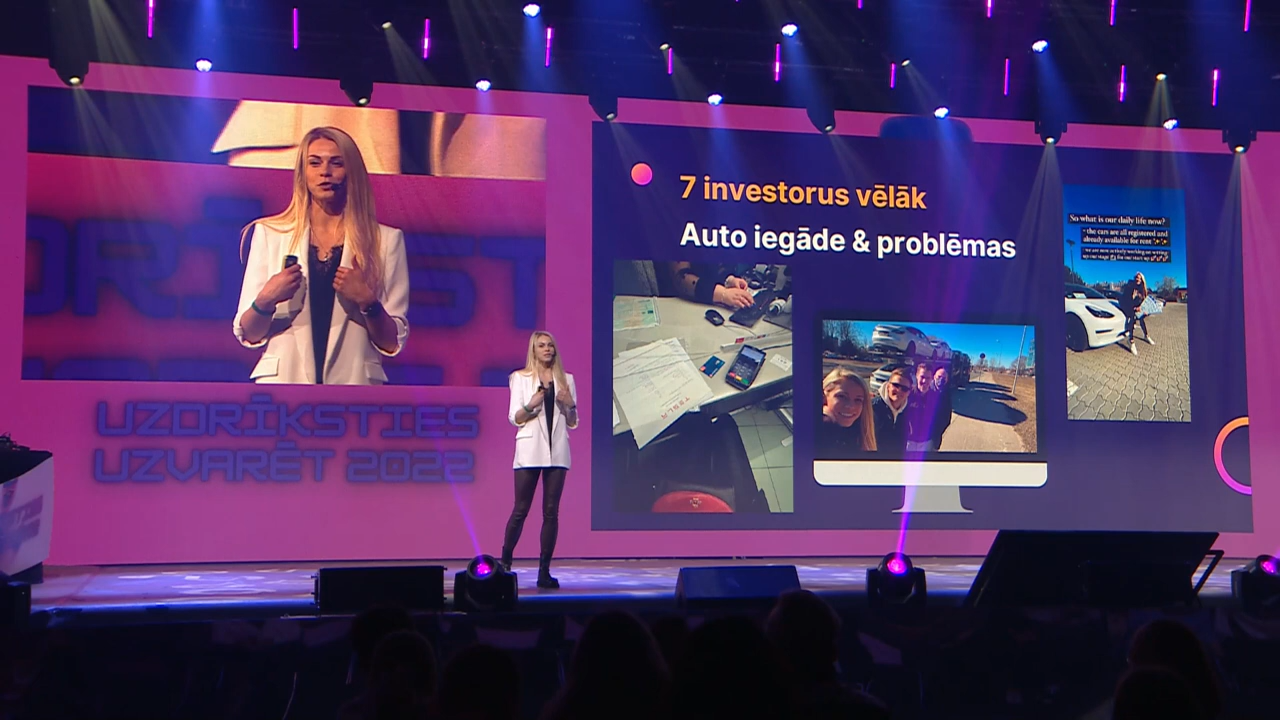 7 investorus vēlāk
Auto iegāde & problēmas
So what is our daily life now?
- the cars are all registered and
already available for rent ✨✨
UZDRĪKSTIES
UZVARĒT 2022
TESLA